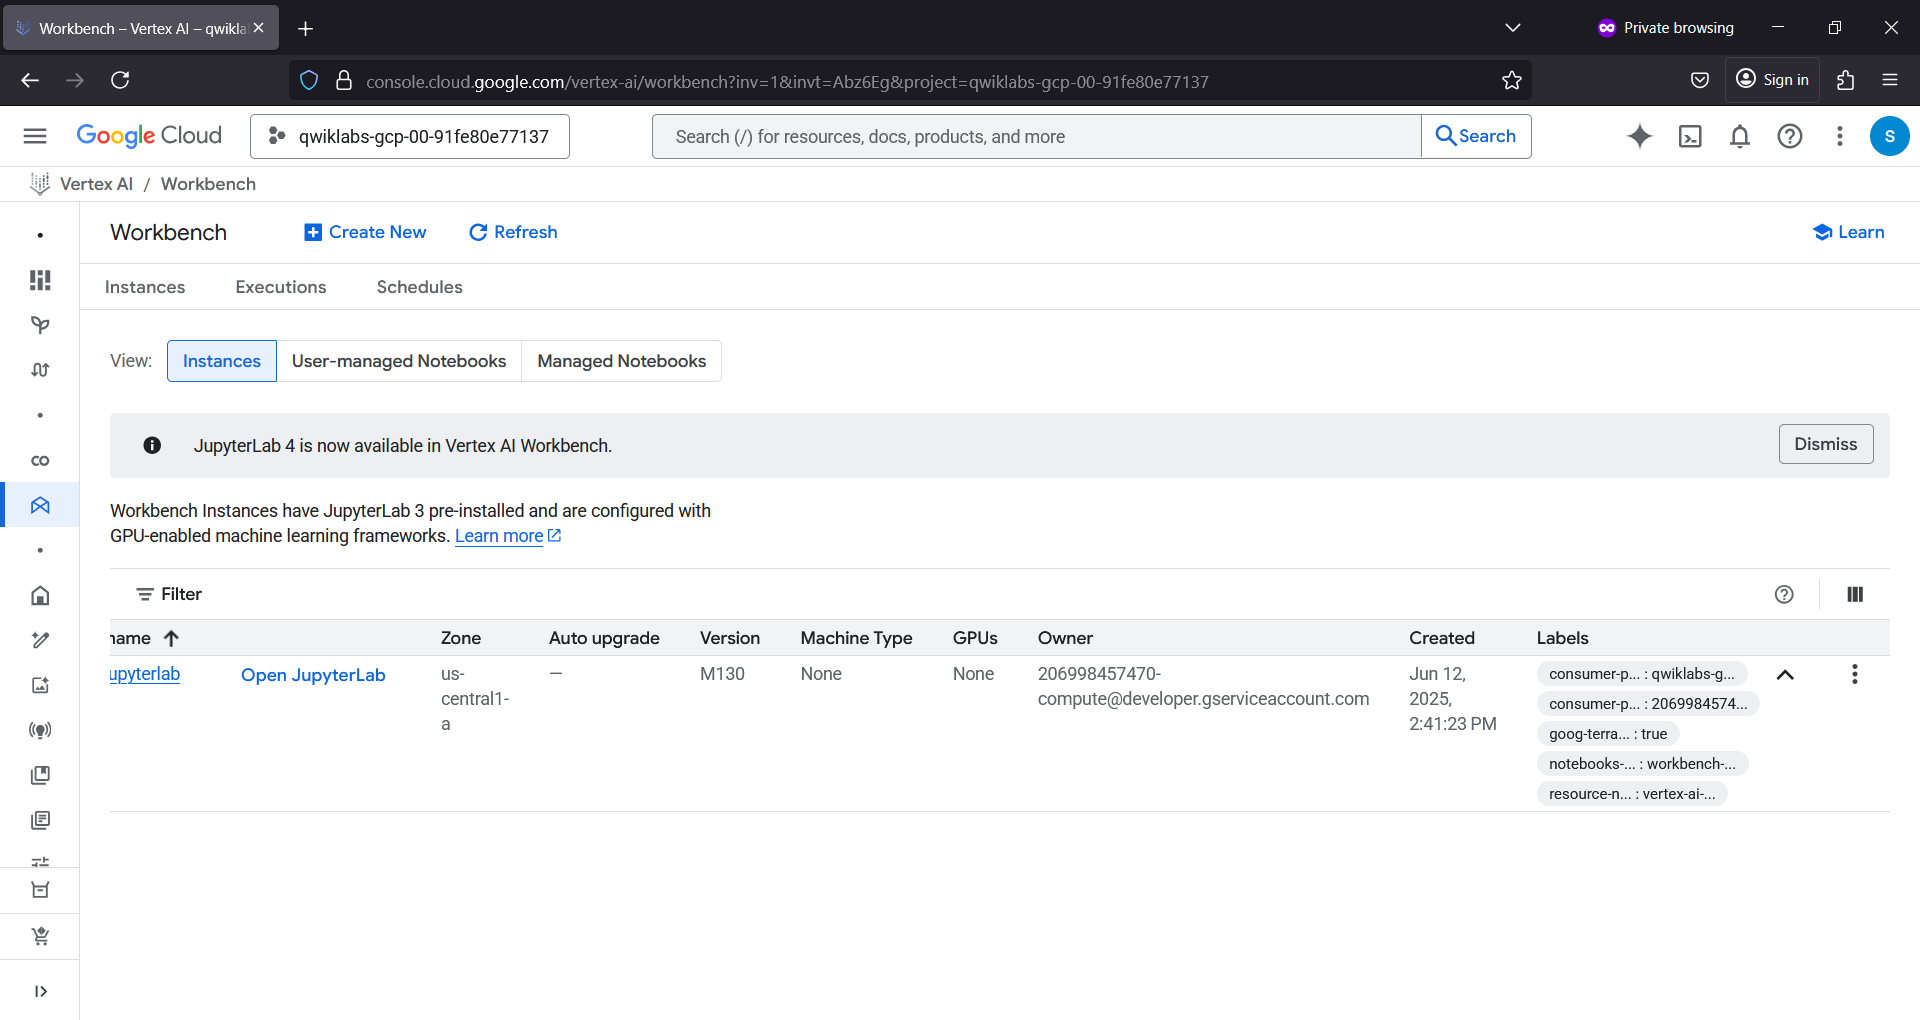 Workbench – Vertex AI – qwikla
Private browsing
console.cloud.google.com/vertex-ai/workbench?inv=1&invt=Abz6Eg&project=qwiklabs-gcp-00-91fe80e77137
Sign in
Google Cloud
qwiklabs-gcp-00-91fe80e77137
Search (/) for resources, docs, products, and more
Search
S
Vertex AI / Workbench
Workbench
Create New
Refresh
Learn
Instances
Executions
Schedules
View:
Instances
User-managed Notebooks
Managed Notebooks
JupyterLab 4 is now available in Vertex AI Workbench.
Dismiss
Workbench Instances have JupyterLab 3 pre-installed and are configured with
GPU-enabled machine learning frameworks. Learn more
Filter
name
Zone
Auto upgrade
Version
Machine Type
GPUs
Owner
Created
Labels
upyterlab
Open JupyterLab
us-
central1-
a
—
M130
None
None
206998457470-
compute@developer.gserviceaccount.com
Jun 12,
2025,
2:41:23 PM
consumer-p... : qwiklabs-g...
consumer-p... : 2069984574...
goog-terra... : true
notebooks-... : workbench-...
resource-n... : vertex-ai-...